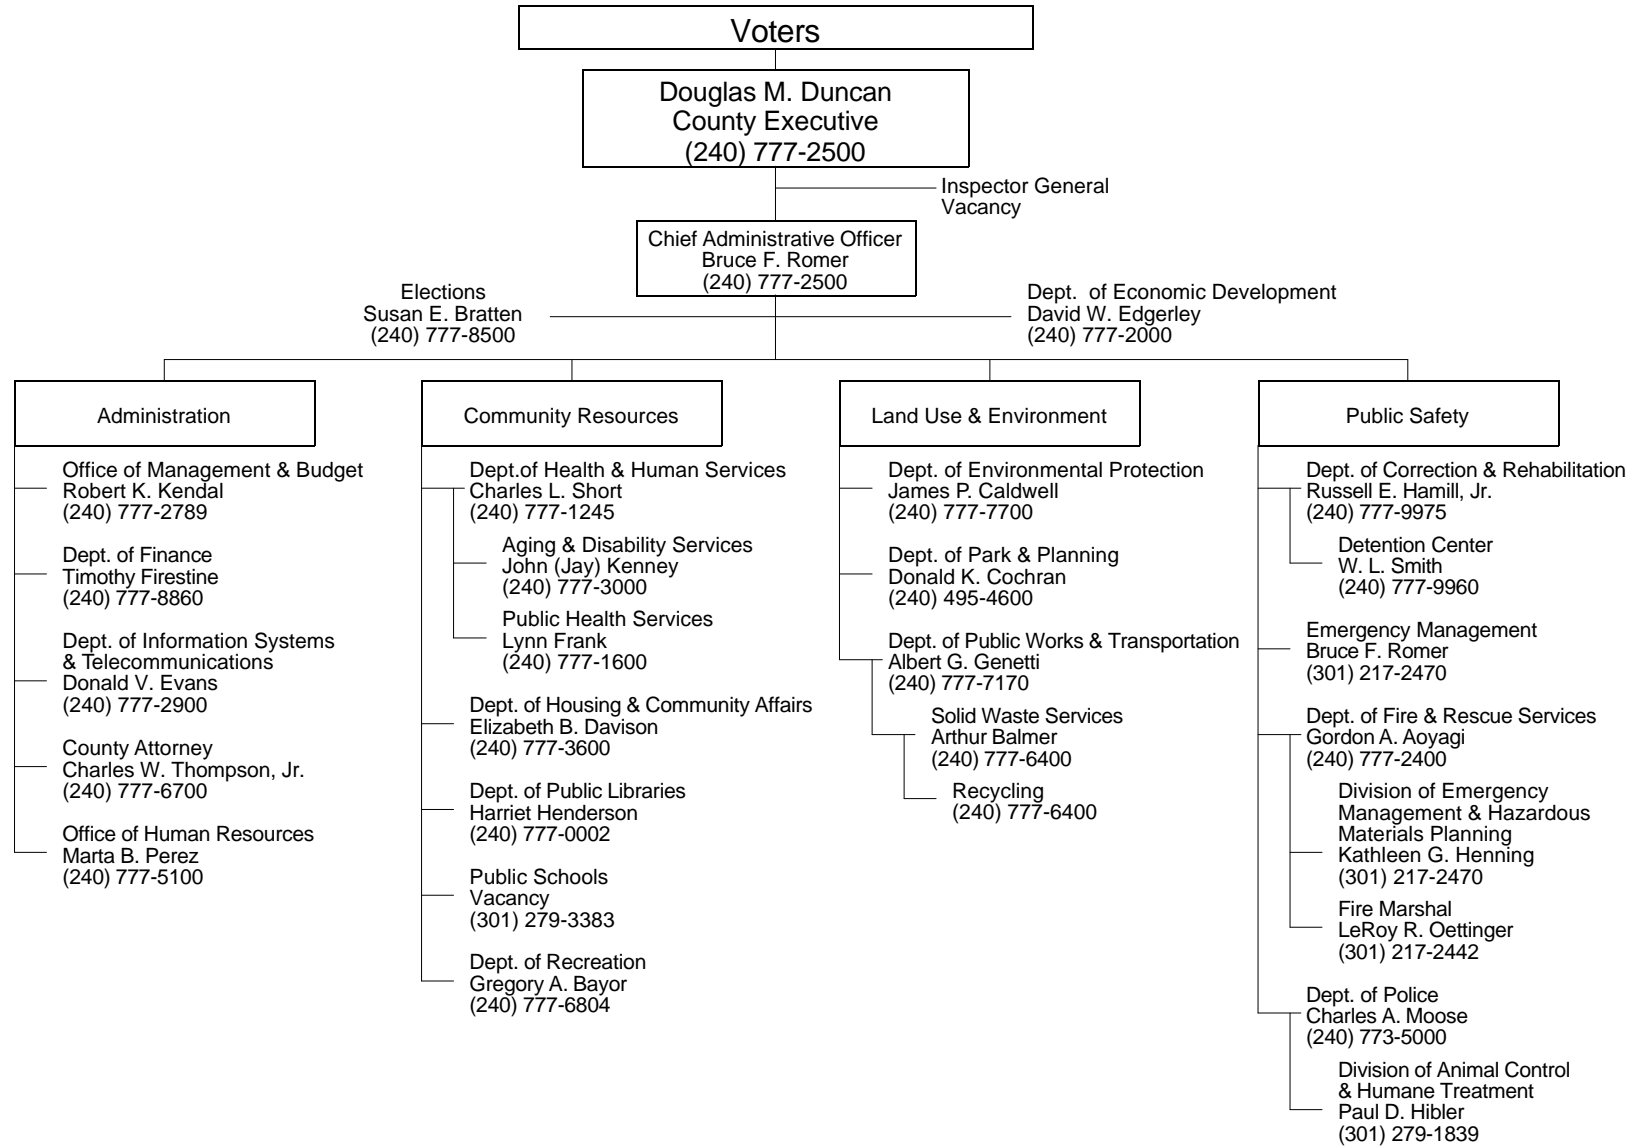 Voters
Douglas M. Duncan
County Executive
(240) 777-2500
Inspector General
Vacancy
Chief Administrative Officer
Bruce F. Romer
(240) 777-2500
Elections
Susan E. Bratten
(240) 777-8500
Dept. of Economic Development
David W. Edgerley
(240) 777-2000
Administration
Office of Management & Budget
Robert K. Kendal
(240) 777-2789
Dept. of Finance
Timothy Firestine
(240) 777-8860
Dept. of Information Systems
& Telecommunications
Donald V. Evans
(240) 777-2900
County Attorney
Charles W. Thompson, Jr.
(240) 777-6700
Office of Human Resources
Marta B. Perez
(240) 777-5100
Community Resources
Dept.of Health & Human Services
Charles L. Short
(240) 777-1245
Aging & Disability Services
John (Jay) Kenney
(240) 777-3000
Public Health Services
Lynn Frank
(240) 777-1600
Dept. of Housing & Community Affairs
Elizabeth B. Davison
(240) 777-3600
Dept. of Public Libraries
Harriet Henderson
(240) 777-0002
Public Schools
Vacancy
(301) 279-3383
Dept. of Recreation
Gregory A. Bayor
(240) 777-6804
Land Use & Environment
Dept. of Environmental Protection
James P. Caldwell
(240) 777-7700
Dept. of Park & Planning
Donald K. Cochran
(240) 495-4600
Dept. of Public Works & Transportation
Albert G. Genetti
(240) 777-7170
Solid Waste Services
Arthur Balmer
(240) 777-6400
Recycling
(240) 777-6400
Public Safety
Dept. of Correction & Rehabilitation
Russell E. Hamill, Jr.
(240) 777-9975
Detention Center
W. L. Smith
(240) 777-9960
Emergency Management
Bruce F. Romer
(301) 217-2470
Dept. of Fire & Rescue Services
Gordon A. Aoyagi
(240) 777-2400
Division of Emergency
Management & Hazardous
Materials Planning
Kathleen G. Henning
(301) 217-2470
Fire Marshal
LeRoy R. Oettinger
(301) 217-2442
Dept. of Police
Charles A. Moose
(240) 773-5000
Division of Animal Control
& Humane Treatment
Paul D. Hibler
(301) 279-1839